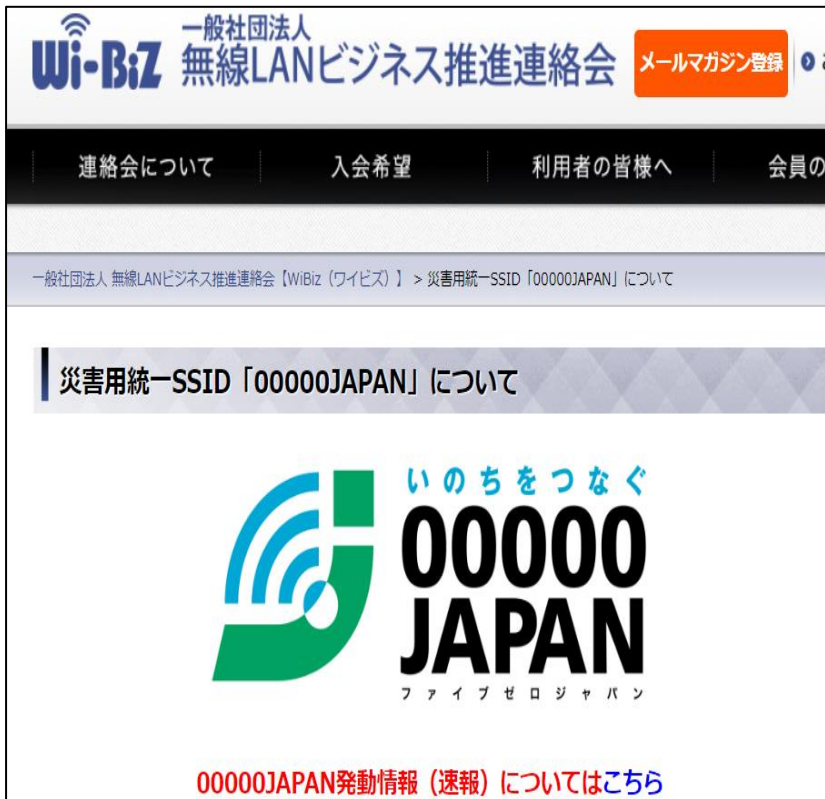 Wi-BiZ
一般社団法人
無線LANビジネス推進連絡会
メールマガジン登録
連絡会について 入会希望 利用者の皆様へ 会員の
一般社団法人 無線LANビジネス推進連絡会【WiBiz（ワイビズ）】 > 災害用統一SSID「00000JAPAN」について
災害用統一SSID「00000JAPAN」について
いのちをつなぐ
00000
JAPAN
ファイブゼロジャパン
00000JAPAN発動情報（速報）についてはこちら